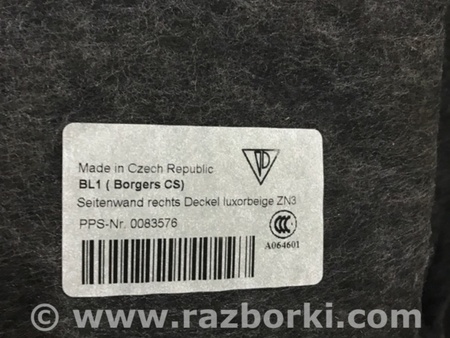 Made in Czech Republic
BL1 ( Borgers CS)
Seitenwand rechts Deckel luxorbeige ZN3
PPS-Nr. 0083576
CCC
A064601
© www.razborki.com